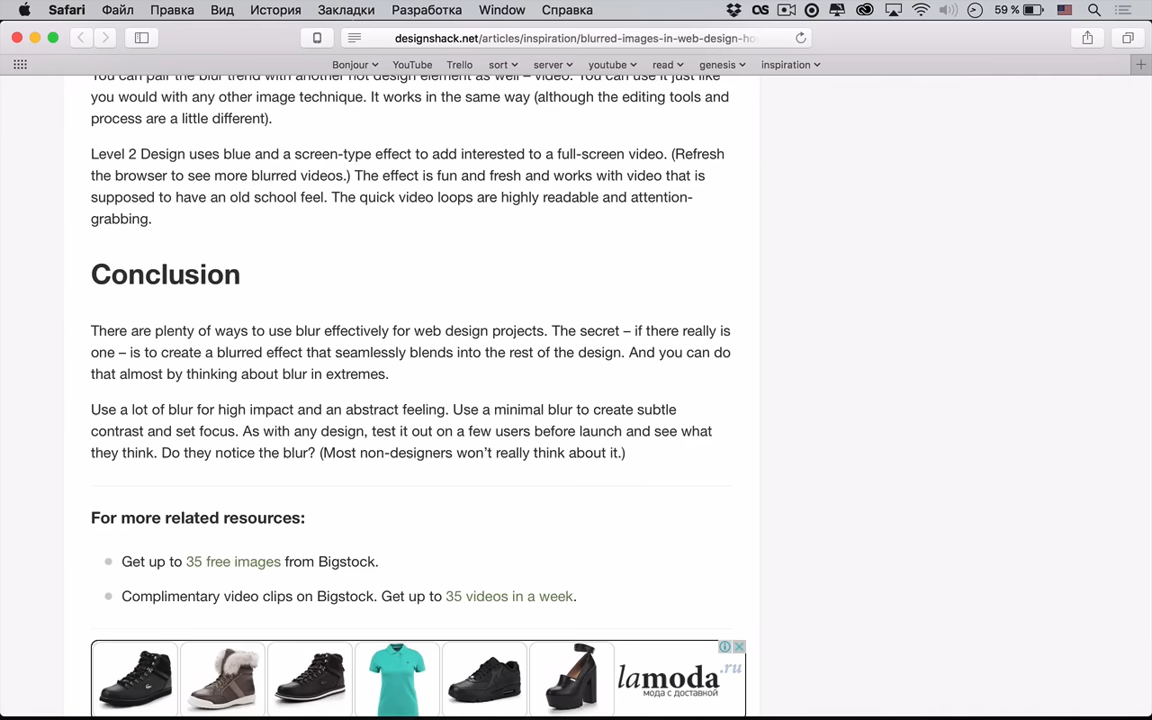 Safari Файл Правка Вид История Закладки Разработка Window Справка 59 %
designshack.net/articles/inspiration/blurred-images-in-web-design-ho
Bonjour YouTube Trello sort server youtube read genesis inspiration
You can pair the blur trend with another hot design element as well – video. You can use it just like
you would with any other image technique. It works in the same way (although the editing tools and
process are a little different).
Level 2 Design uses blue and a screen-type effect to add interested to a full-screen video. (Refresh
the browser to see more blurred videos.) The effect is fun and fresh and works with video that is
supposed to have an old school feel. The quick video loops are highly readable and attention-
grabbing.
Conclusion
There are plenty of ways to use blur effectively for web design projects. The secret – if there really is
one – is to create a blurred effect that seamlessly blends into the rest of the design. And you can do
that almost by thinking about blur in extremes.
Use a lot of blur for high impact and an abstract feeling. Use a minimal blur to create subtle
contrast and set focus. As with any design, test it out on a few users before launch and see what
they think. Do they notice the blur? (Most non-designers won't really think about it.)
For more related resources:
Get up to 35 free images from Bigstock.
Complimentary video clips on Bigstock. Get up to 35 videos in a week.
lamoda.ru
мода с доставкой